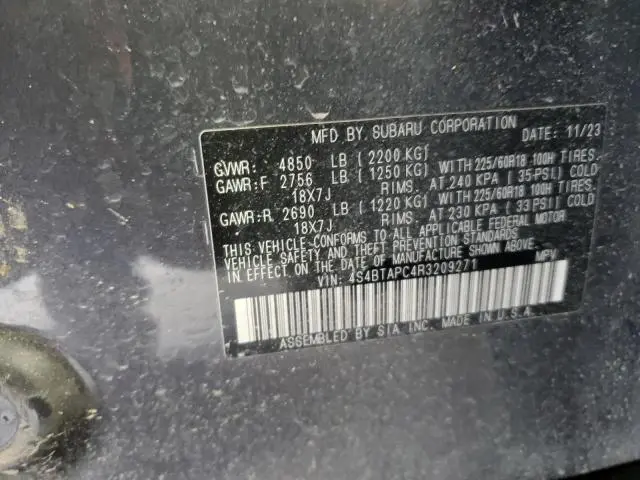 MFD BY SUBARU CORPORATION DATE: 11/23
GVWR: 4850 LB (2200 KG)
GAWR:F 2756 LB (1250 KG) WITH 225/60R18 100H TIRES.
18X7J RIMS. AT 240 KPA (35 PSI) COLD
GAWR:R 2690 LB (1220 KG) WITH 225/60R18 100H TIRES.
18X7J RIMS. AT 230 KPA (33 PSI) COLD
THIS VEHICLE CONFORMS TO ALL APPLICABLE FEDERAL MOTOR
VEHICLE SAFETY AND THEFT PREVENTION STANDARDS
IN EFFECT ON THE DATE OF MANUFACTURE SHOWN ABOVE.
VIN: 4S4BTAPC4R3209271 MPV
ASSEMBLED BY S I A, INC. MADE IN U.S.A